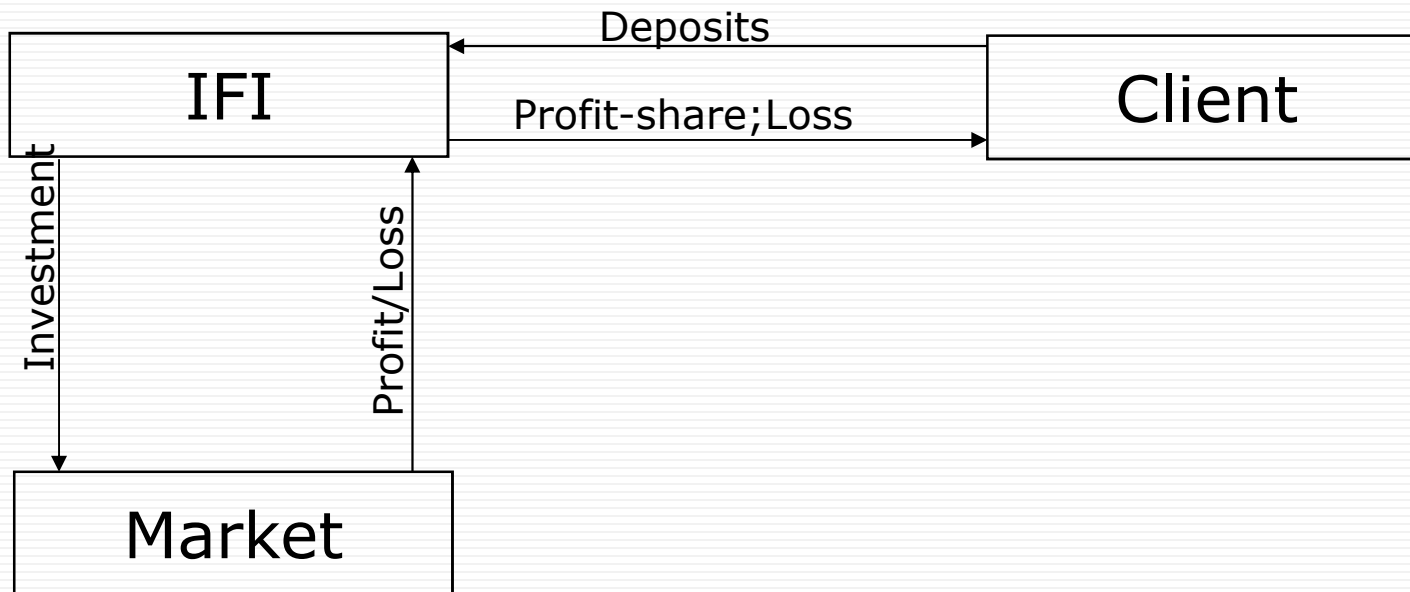 Deposits
IFI
Client
Profit-share;Loss
Investment
Profit/Loss
Market